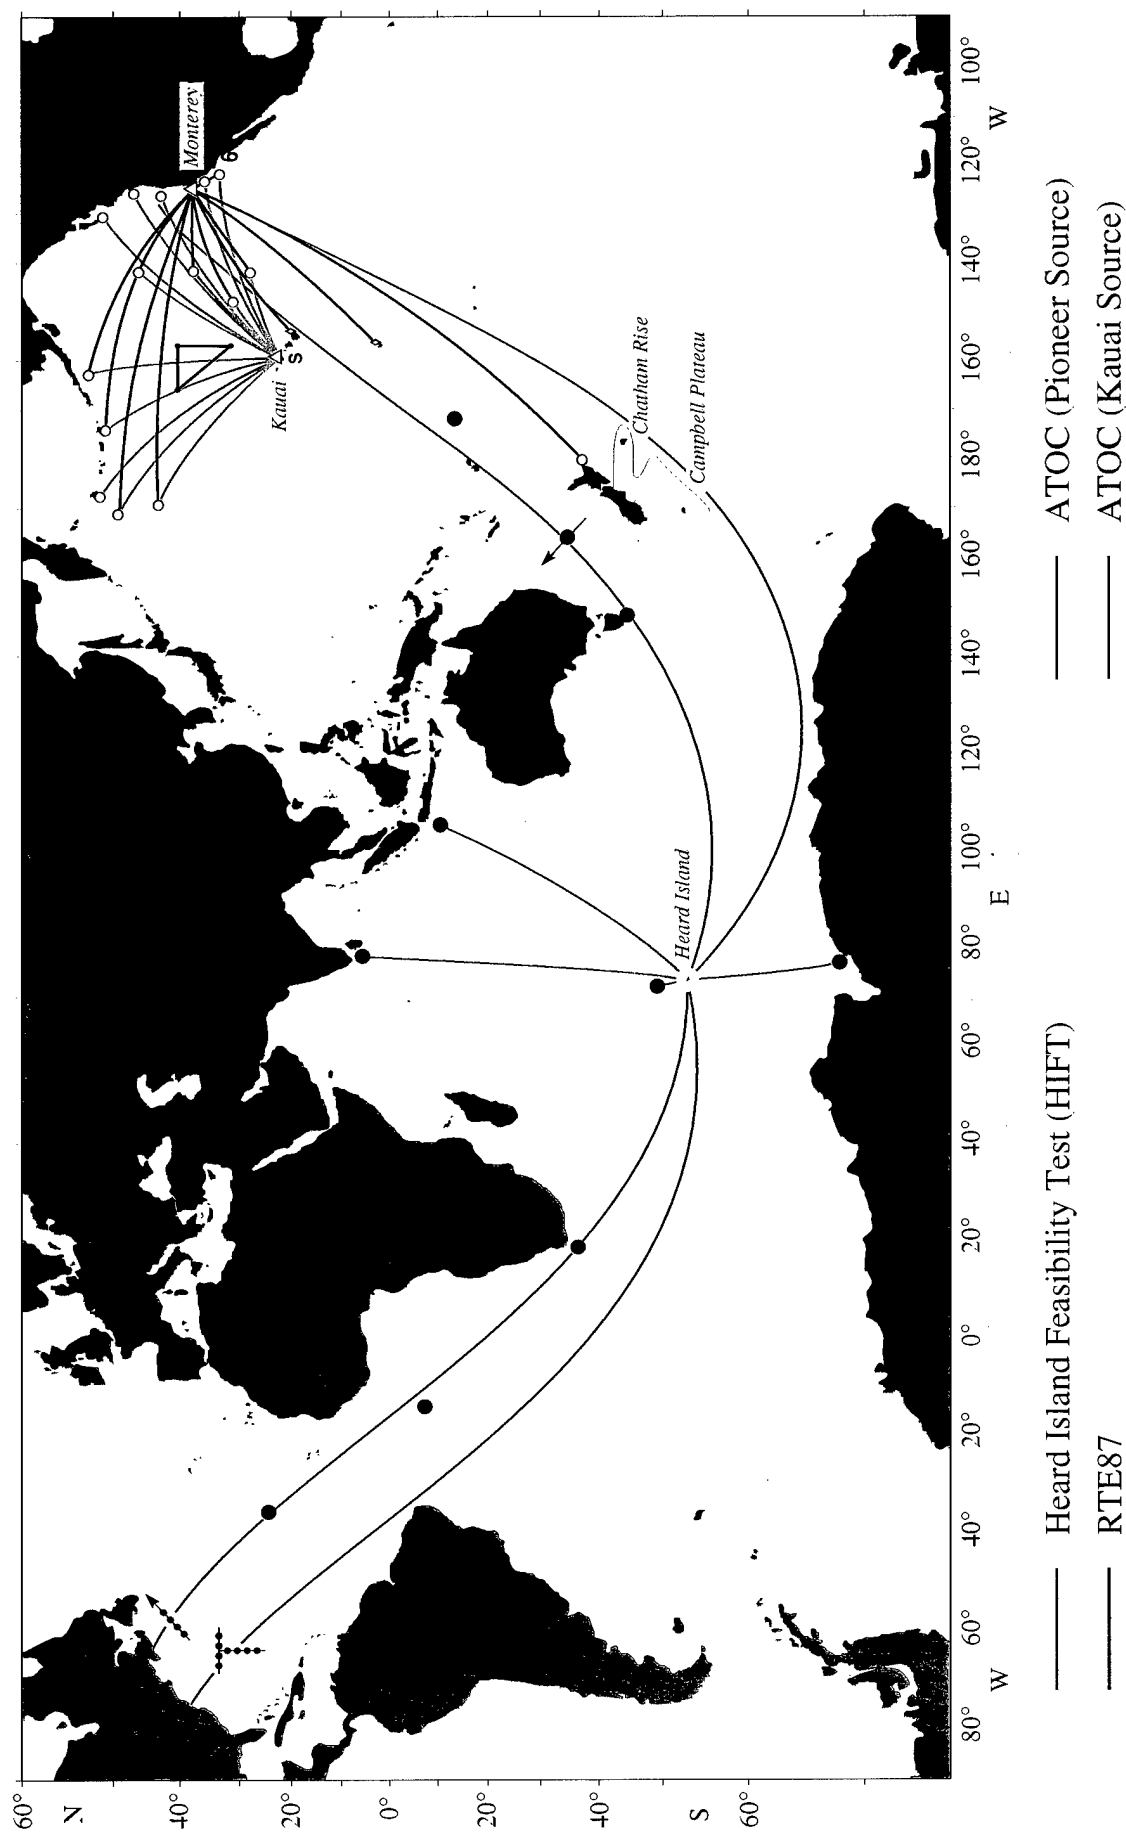 60°
N
40°
20°
0°
20°
40°
S
60°
Monterey
6
S
Kauai
Chatham Rise
Campbell Plateau
Heard Island
80°
60°
40°
20°
0°
20°
40°
60°
80°
100°
120°
140°
160°
180°
160°
140°
120°
100°
W
E
W
Heard Island Feasibility Test (HIFT)
RTE87
ATOC (Pioneer Source)
ATOC (Kauai Source)